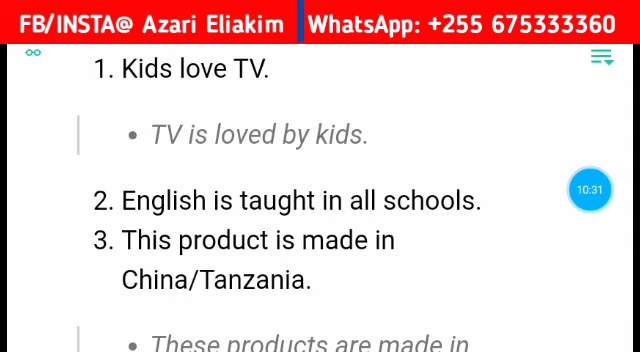 FB/INSTA@ Azari Eliakim WhatsApp: +255 675333360
1. Kids love TV.
• TV is loved by kids.
2. English is taught in all schools.
10:31
3. This product is made in
China/Tanzania.
• These products are made in